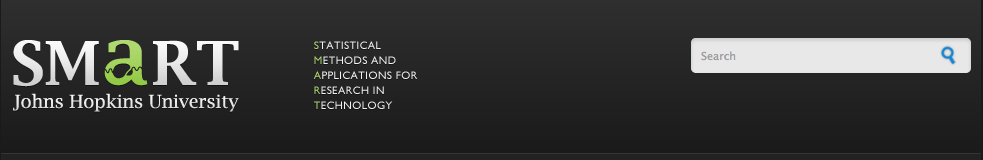 SMaRT
Johns Hopkins University
STATISTICAL
METHODS AND
APPLICATIONS FOR
RESEARCH IN
TECHNOLOGY
Search